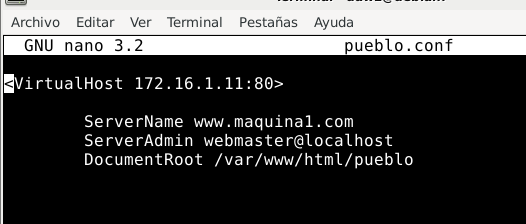 Archivo Editar Ver Terminal Pestañas Ayuda
GNU nano 3.2 pueblo.conf
<VirtualHost 172.16.1.11:80>
ServerName www.maquina1.com
ServerAdmin webmaster@localhost
DocumentRoot /var/www/html/pueblo